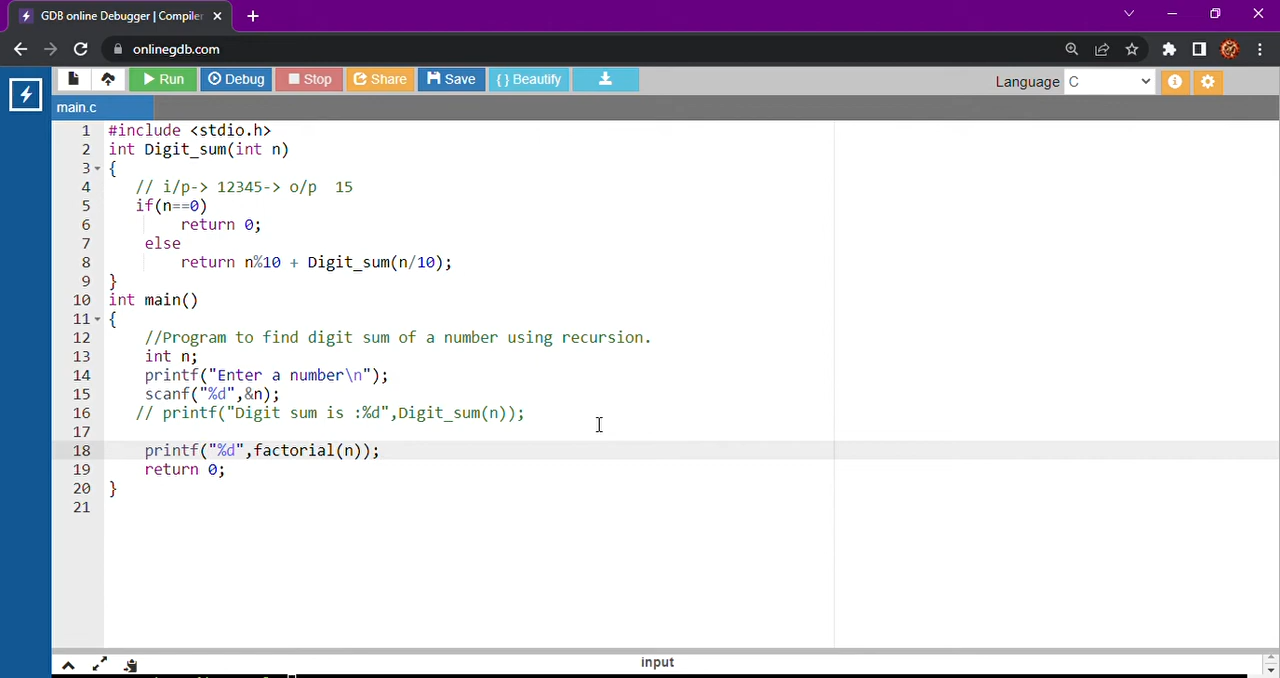 GDB online Debugger | Compiler
onlinegdb.com
Run Debug Stop Share Save { } Beautify Language C
main.c
1 #include <stdio.h>
2 int Digit_sum(int n)
3 {
4 // i/p-> 12345-> o/p 15
5 if(n==0)
6 return 0;
7 else
8 return n%10 + Digit_sum(n/10);
9 }
10 int main()
11 {
12 //Program to find digit sum of a number using recursion.
13 int n;
14 printf("Enter a number\n");
15 scanf("%d",&n);
16 // printf("Digit sum is :%d",Digit_sum(n));
17
18 printf("%d",factorial(n));
19 return 0;
20 }
21
input